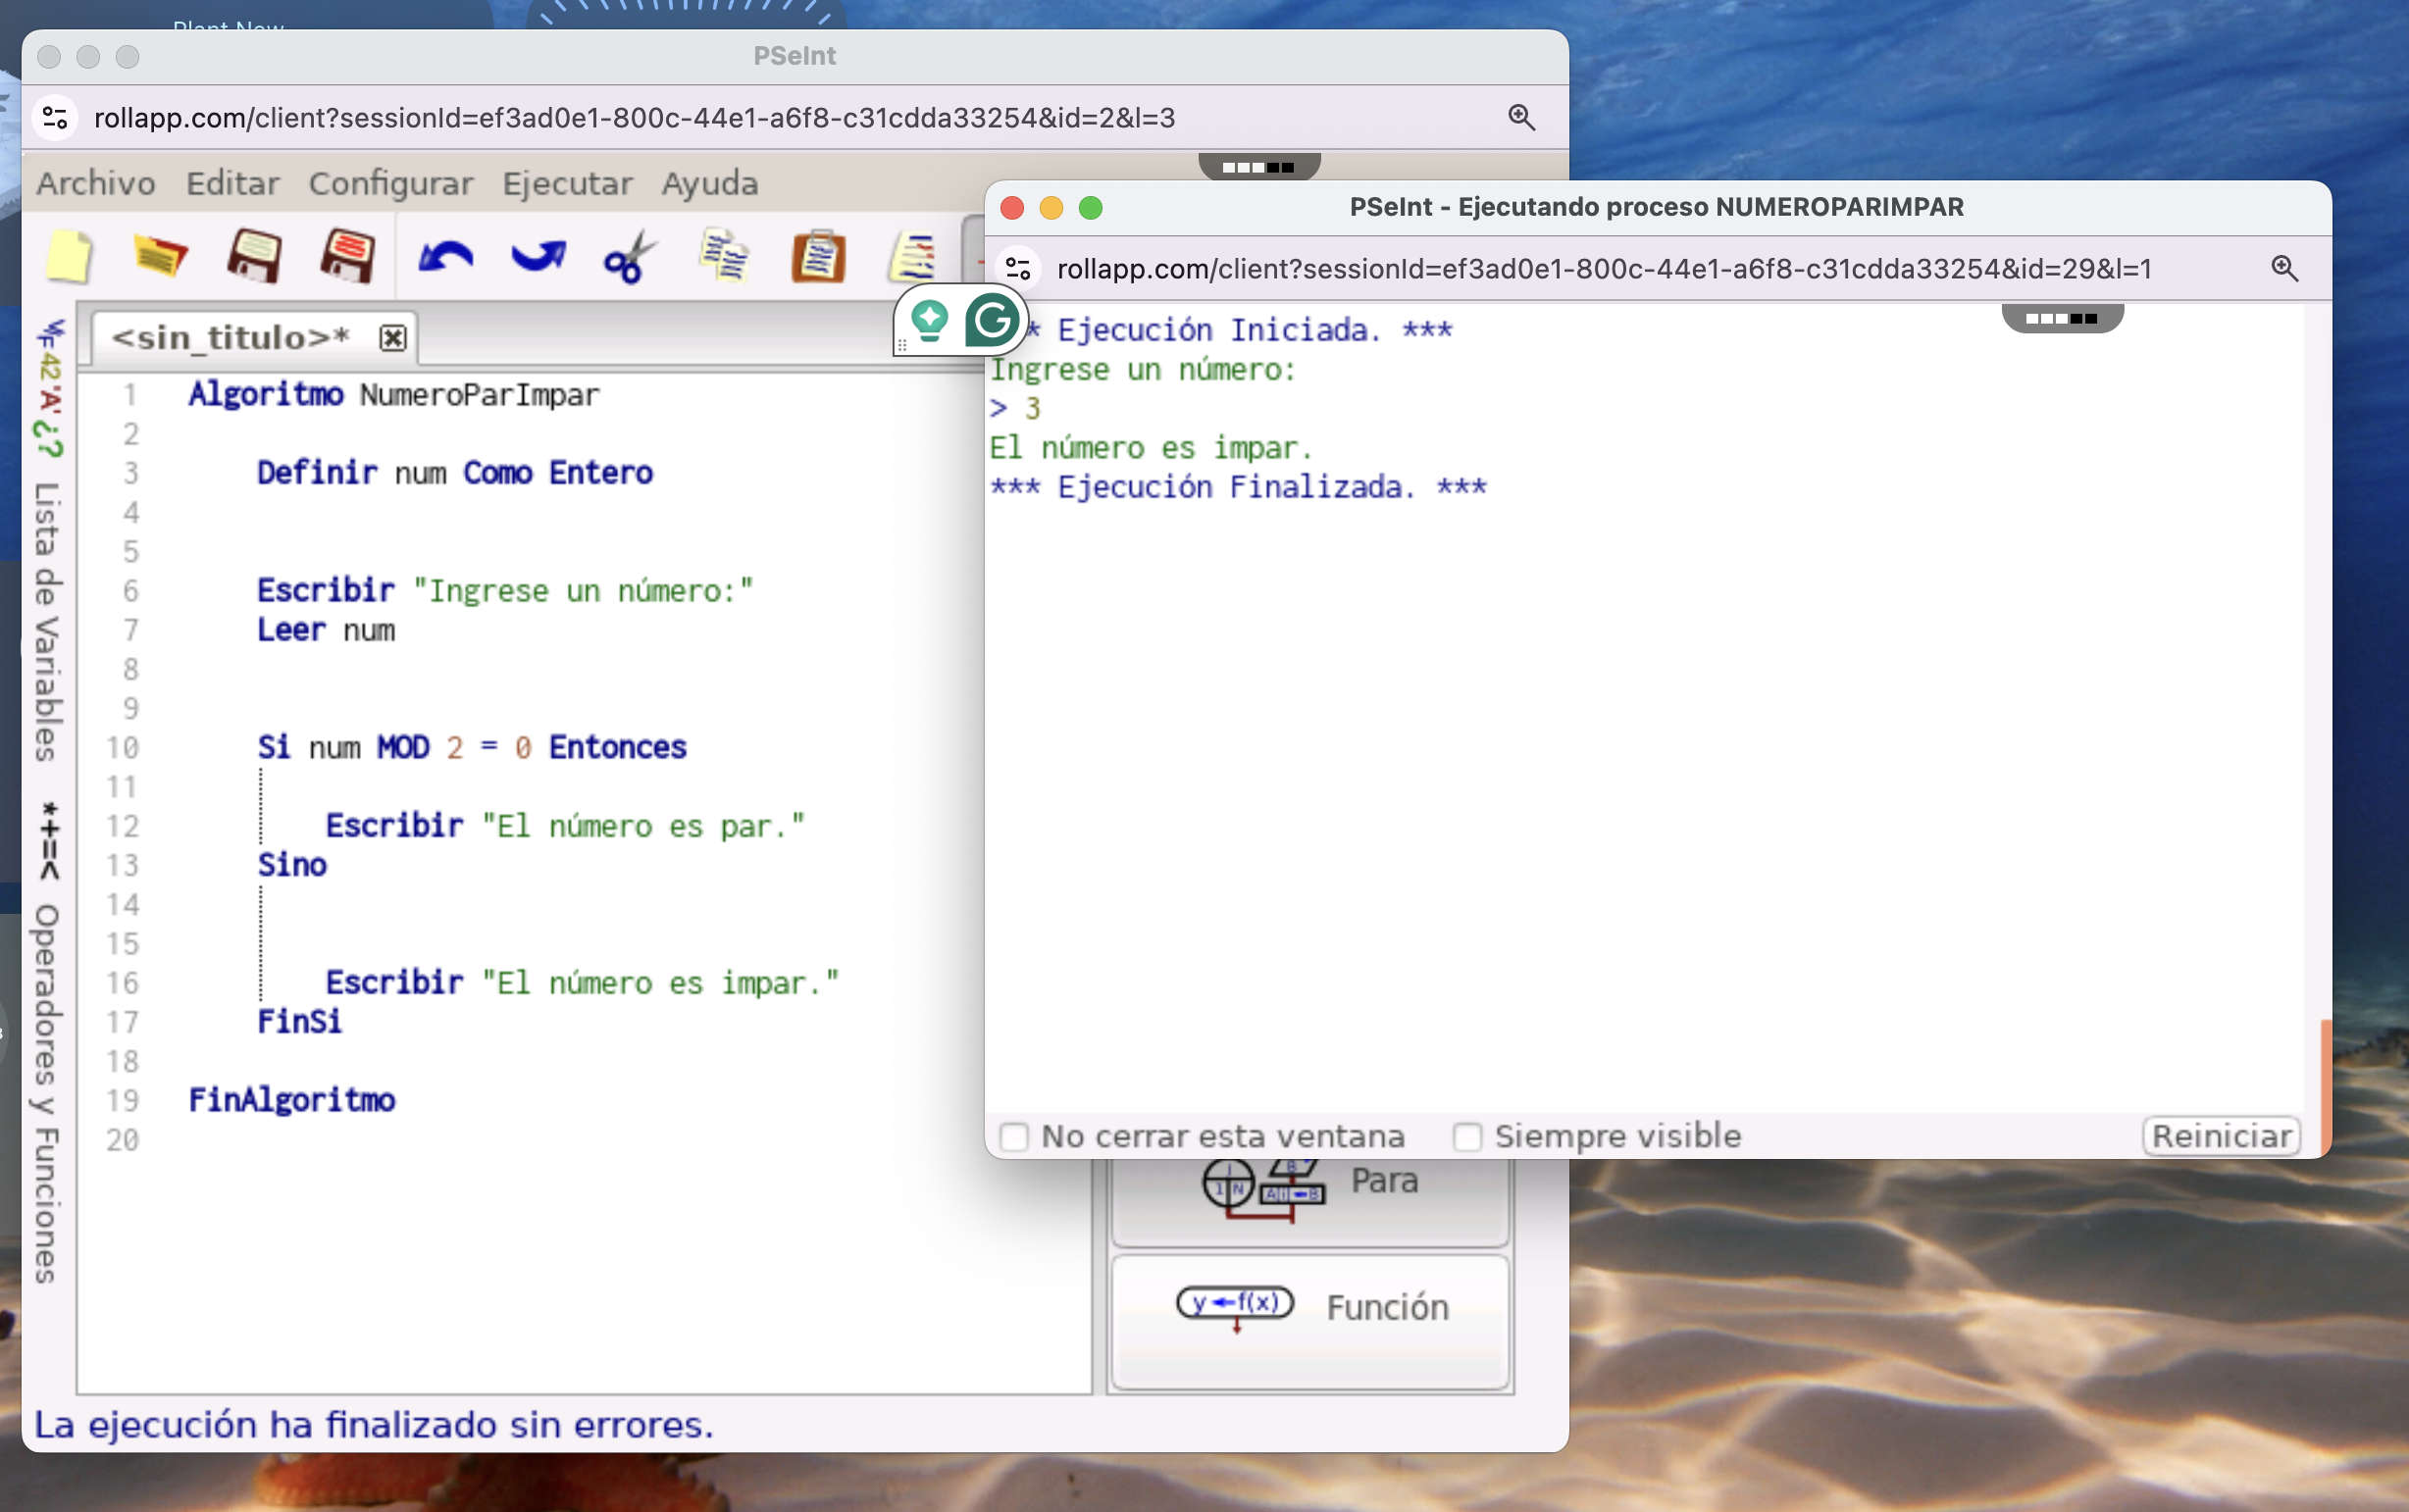 PSeInt
rollapp.com/client?sessionId=ef3ad0e1-800c-44e1-a6f8-c31cdda33254&id=2&l=3
Archivo Editar Configurar Ejecutar Ayuda
<sin_titulo>*
Lista de Variables
*+=< Operadores y Funciones
1 Algoritmo NumeroParImpar
2
3 Definir num Como Entero
4
5
6 Escribir "Ingrese un número:"
7 Leer num
8
9
10 Si num MOD 2 = 0 Entonces
11
12 Escribir "El número es par."
13 Sino
14
15
16 Escribir "El número es impar."
17 FinSi
18
19 FinAlgoritmo
20
Para
y←f(x) Función
La ejecución ha finalizado sin errores.
PSeInt - Ejecutando proceso NUMEROPARIMPAR
rollapp.com/client?sessionId=ef3ad0e1-800c-44e1-a6f8-c31cdda33254&id=29&l=1
* Ejecución Iniciada. ***
Ingrese un número:
> 3
El número es impar.
*** Ejecución Finalizada. ***
No cerrar esta ventana Siempre visible Reiniciar